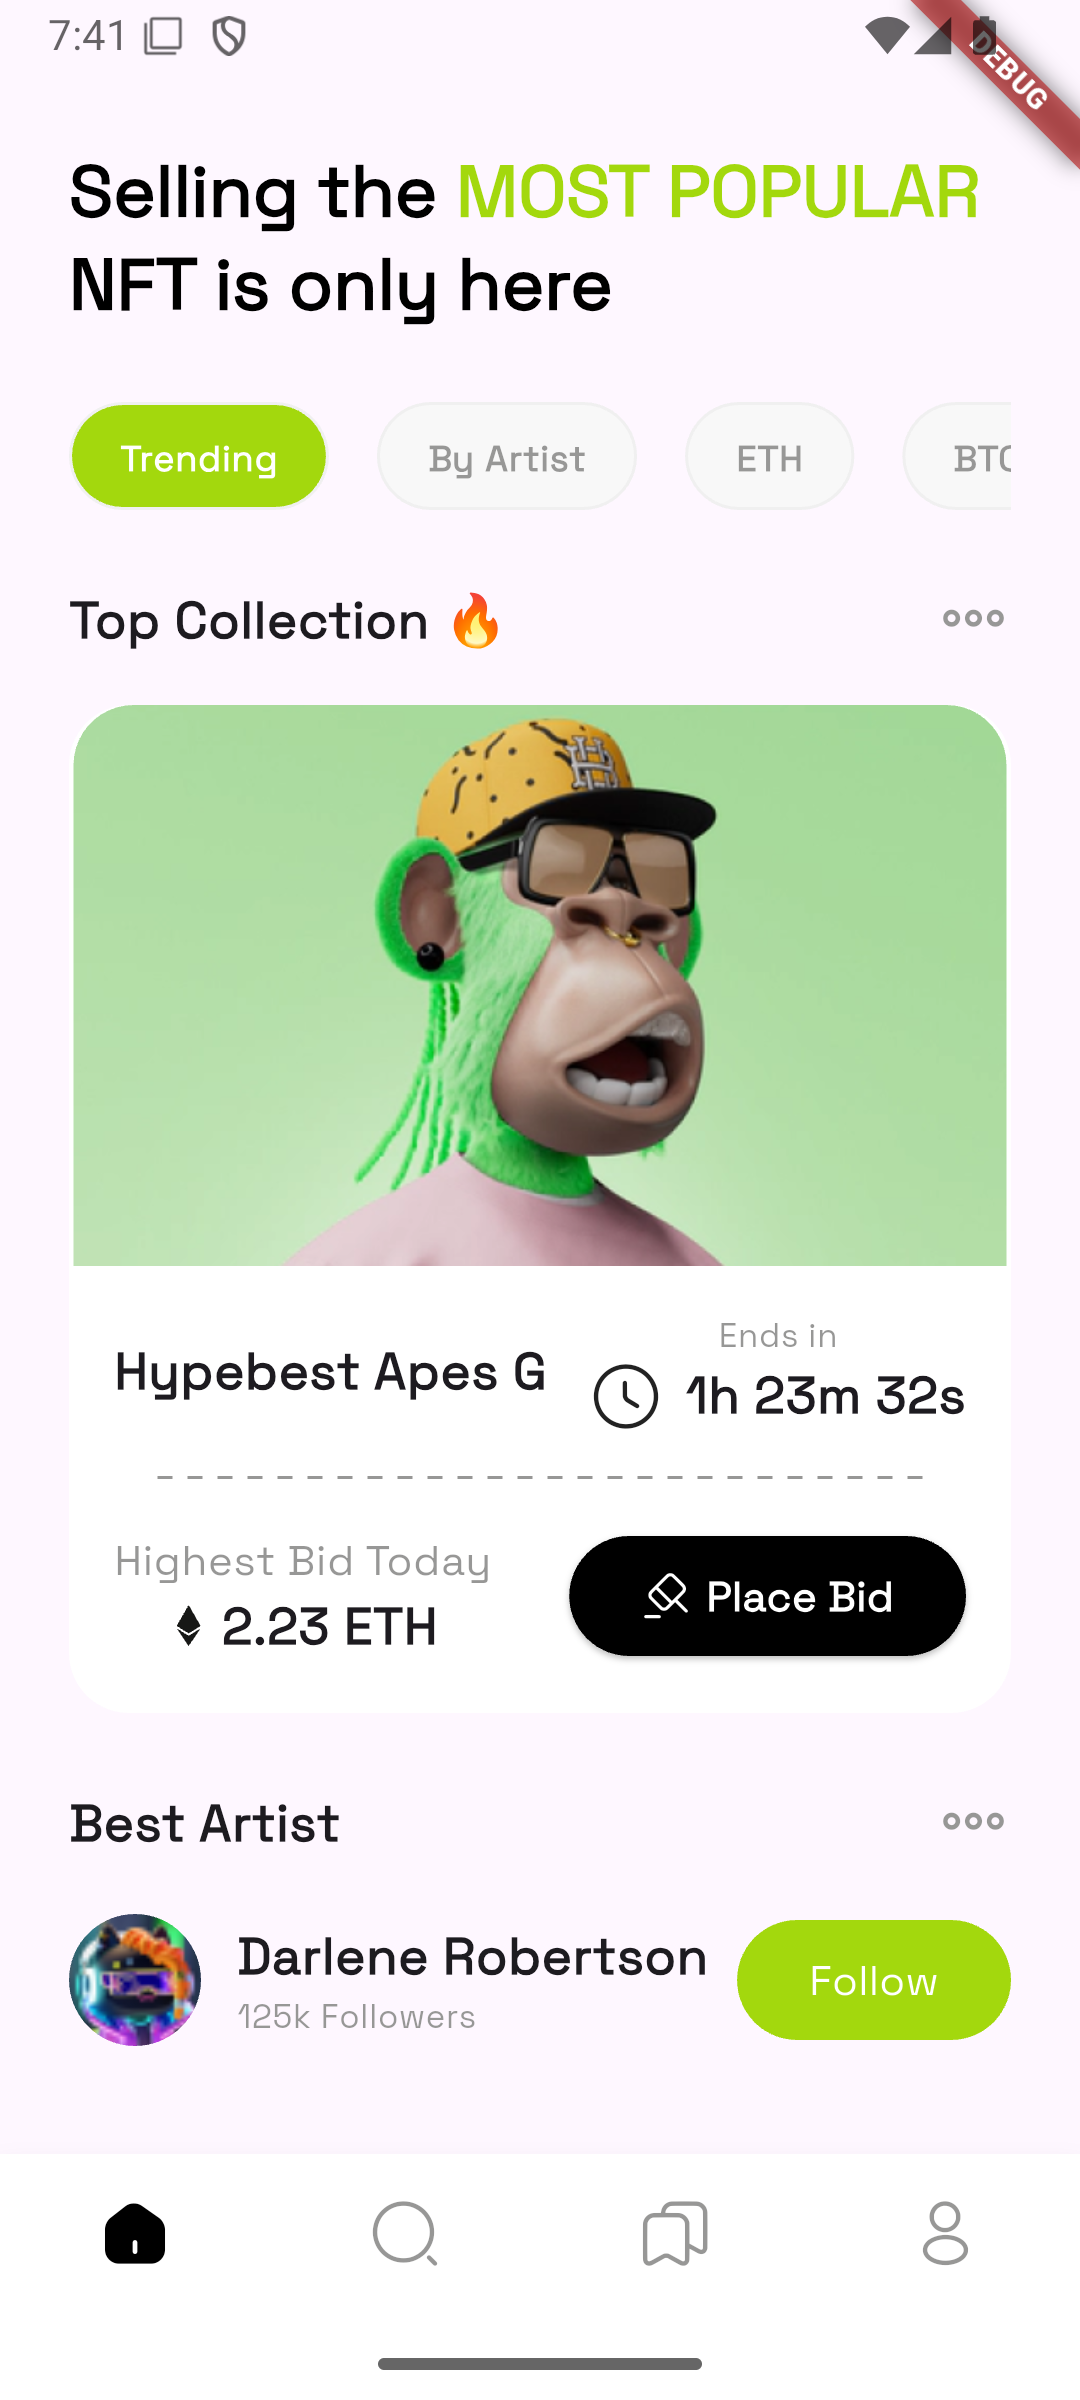 7:41
DEBUG
Selling the MOST POPULAR
NFT is only here
Trending
By Artist
ETH
BTC
Top Collection 🔥
Hypebest Apes G
Ends in
1h 23m 32s
Highest Bid Today
2.23 ETH
Place Bid
Best Artist
Darlene Robertson
125k Followers
Follow